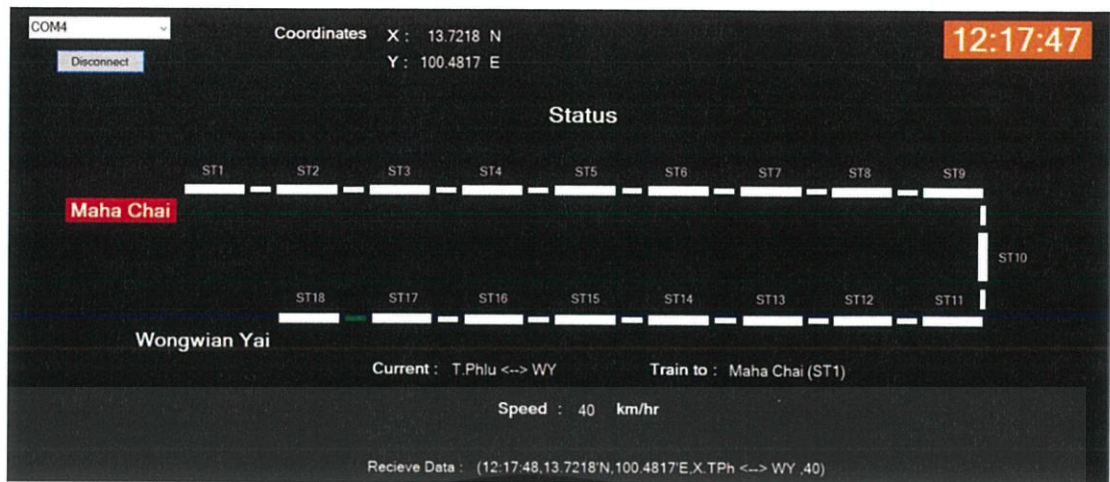 COM4
Disconnect
Coordinates X : 13.7218 N
Y : 100.4817 E
12:17:47
Status
ST1 ST2 ST3 ST4 ST5 ST6 ST7 ST8 ST9
Maha Chai
ST10
ST18 ST17 ST16 ST15 ST14 ST13 ST12 ST11
Wongwian Yai
Current : T.Phlu <--> WY Train to : Maha Chai (ST1)
Speed : 40 km/hr
Recieve Data : (12:17:48,13.7218'N,100.4817'E,X.TPh <--> WY ,40)